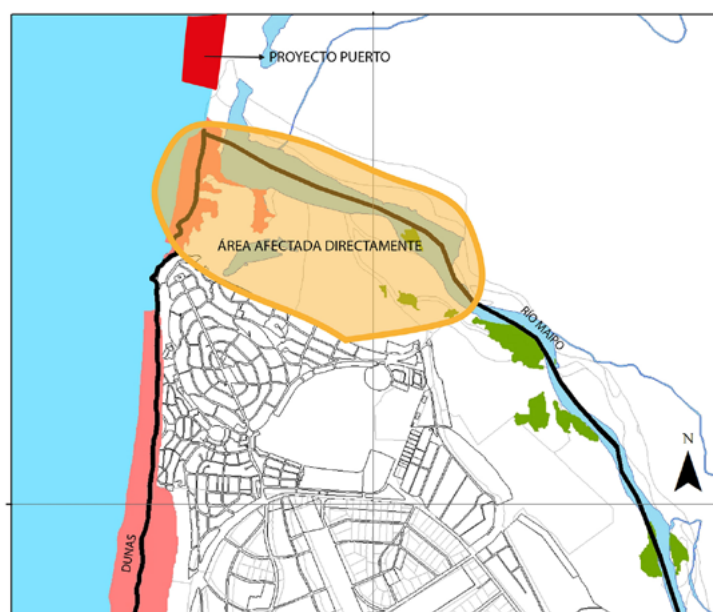 PROYECTO PUERTO
ÁREA AFECTADA DIRECTAMENTE
RÍO MAIPO
N
DUNAS